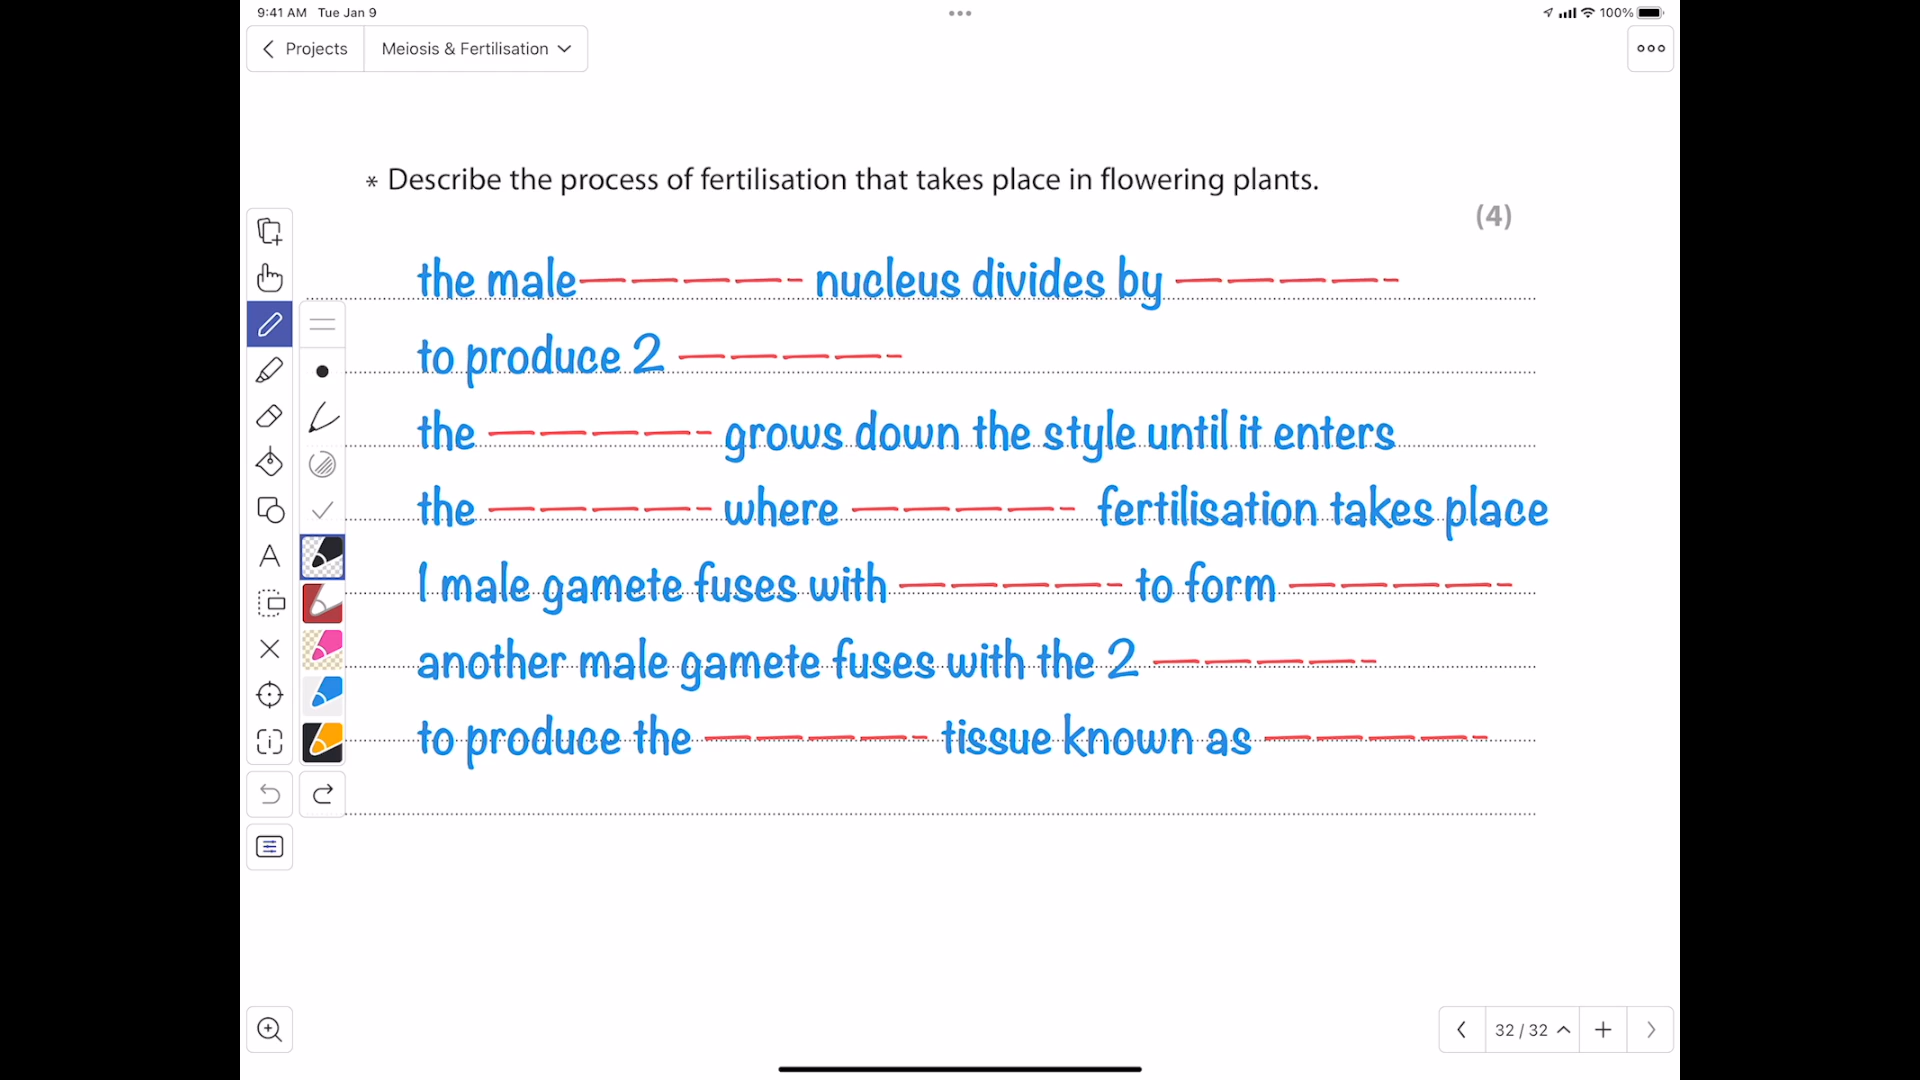 9:41 AM Tue Jan 9
100%
Projects
Meiosis & Fertilisation
* Describe the process of fertilisation that takes place in flowering plants.
(4)
the male _ _ _ _ _ nucleus divides by _ _ _ _ _
to produce 2 _ _ _ _ _
the _ _ _ _ _ grows down the style until it enters
the _ _ _ _ _ where _ _ _ _ _ fertilisation takes place
1 male gamete fuses with _ _ _ _ _ to form _ _ _ _ _
another male gamete fuses with the 2 _ _ _ _ _
to produce the _ _ _ _ _ tissue known as _ _ _ _ _
32 / 32